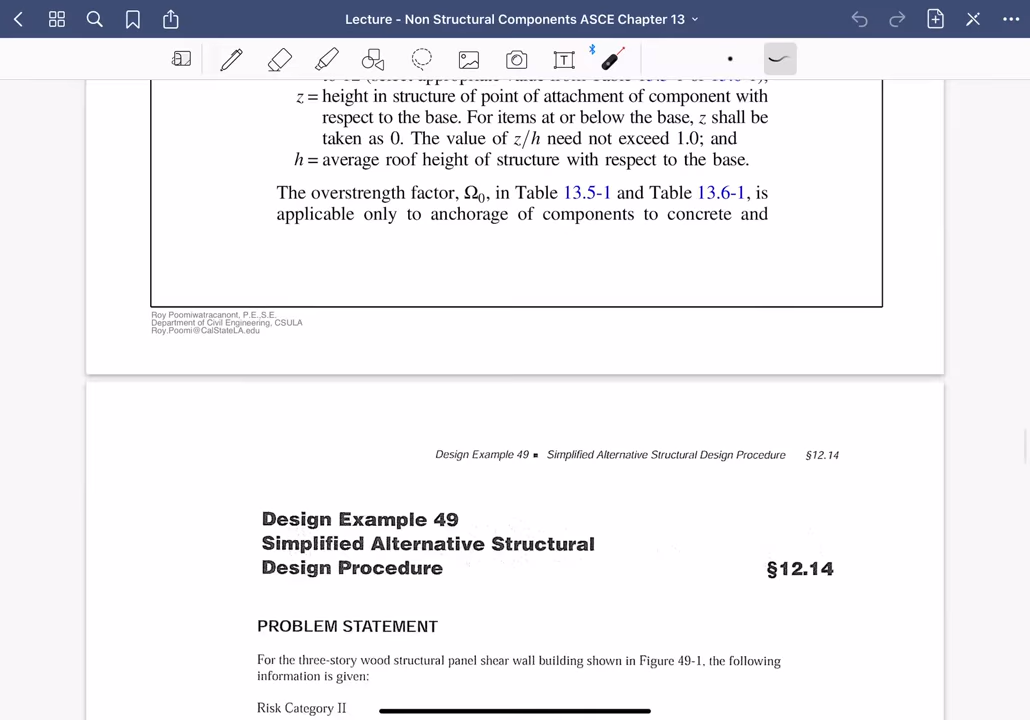 Lecture - Non Structural Components ASCE Chapter 13
z = height in structure of point of attachment of component with
respect to the base. For items at or below the base, z shall be
taken as 0. The value of z/h need not exceed 1.0; and
h = average roof height of structure with respect to the base.
The overstrength factor, Ω0, in Table 13.5-1 and Table 13.6-1, is
applicable only to anchorage of components to concrete and
Roy Poomiwatracanont, P.E.,S.E.
Department of Civil Engineering, CSULA
Roy.Poomi@CalStateLA.edu
Design Example 49 ■ Simplified Alternative Structural Design Procedure §12.14
Design Example 49
Simplified Alternative Structural
Design Procedure §12.14
PROBLEM STATEMENT
For the three-story wood structural panel shear wall building shown in Figure 49-1, the following
information is given:
Risk Category II